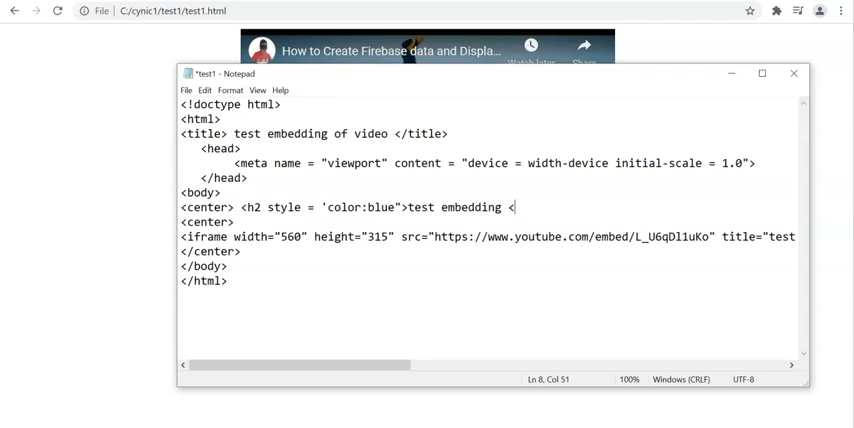 File C:/cynic1/test1/test1.html
How to Create Firebase data and Displa...
Watch later Share
*test1 - Notepad
File Edit Format View Help
<!doctype html>
<html>
<title> test embedding of video </title>
<head>
<meta name = "viewport" content = "device = width-device initial-scale = 1.0">
</head>
<body>
<center> <h2 style = 'color:blue">test embedding <
<center>
<iframe width="560" height="315" src="https://www.youtube.com/embed/L_U6qDl1uKo" title="test
</center>
</body>
</html>
Ln 8, Col 51 100% Windows (CRLF) UTF-8